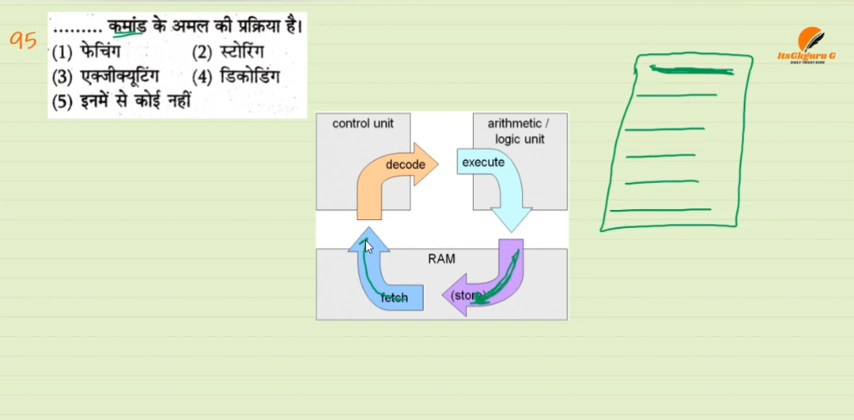 95
......... कमांड के अमल की प्रक्रिया है।
(1) फेचिंग (2) स्टोरिंग
(3) एक्जीक्यूटिंग (4) डिकोडिंग
(5) इनमें से कोई नहीं
ItsGkguru G
control unit
arithmetic /
logic unit
decode
execute
RAM
fetch
(store)